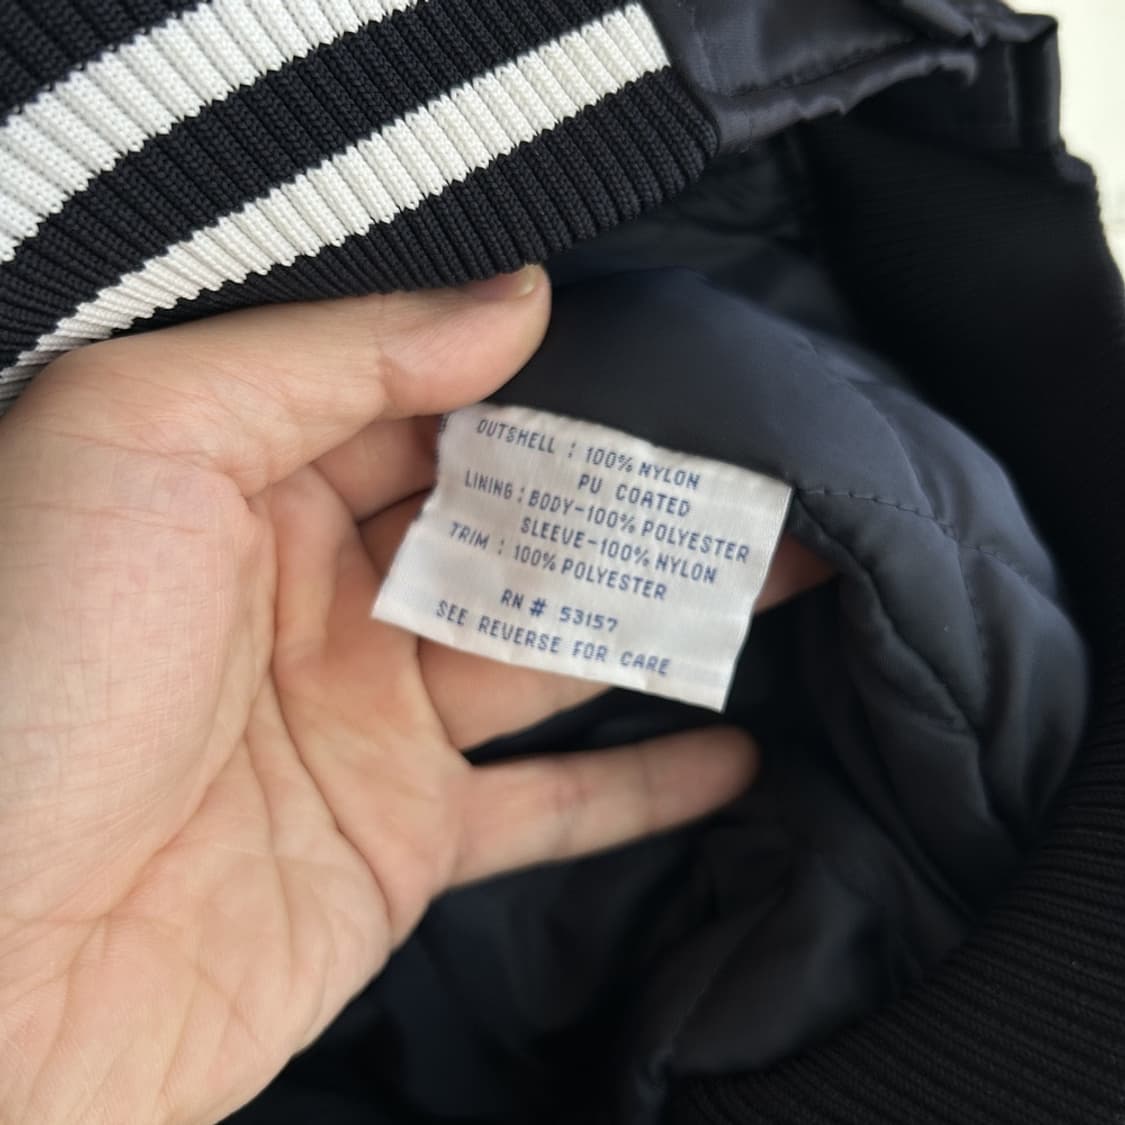 OUTSHELL : 100% NYLON
PU COATED
LINING : BODY-100% POLYESTER
SLEEVE-100% NYLON
TRIM : 100% POLYESTER
RN # 53157
SEE REVERSE FOR CARE